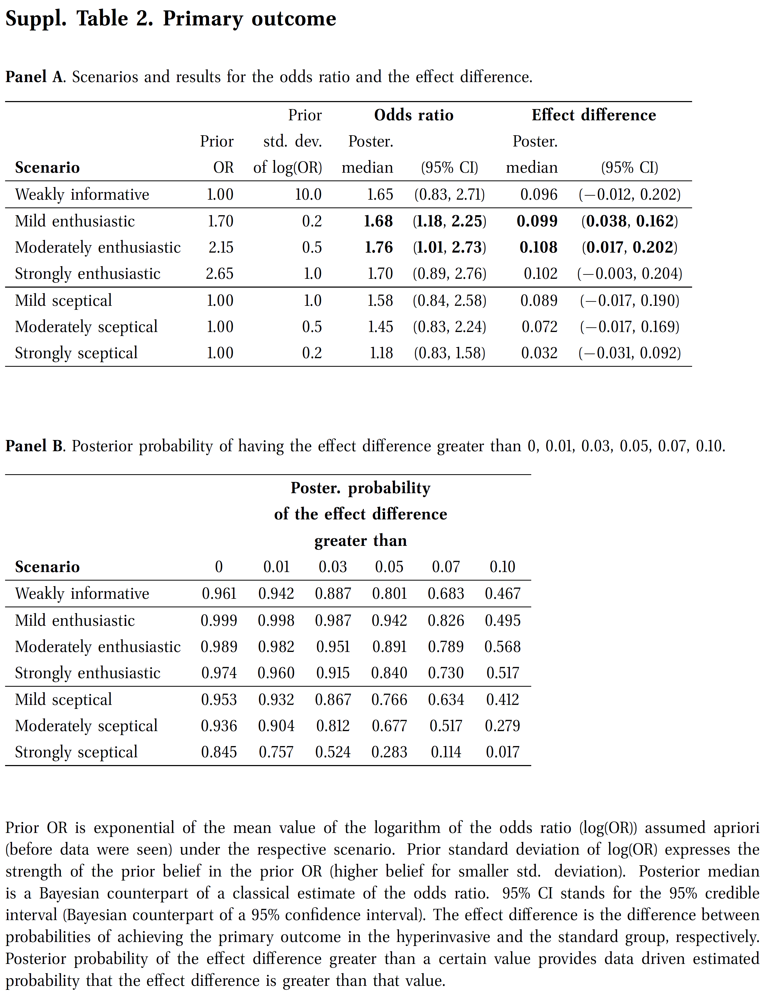 Suppl. Table 2. Primary outcome
Panel A. Scenarios and results for the odds ratio and the effect difference.
Prior Odds ratio Effect difference
Prior std. dev. Poster. Poster.
Scenario OR of log(OR) median (95% CI) median (95% CI)
Weakly informative 1.00 10.0 1.65 (0.83, 2.71) 0.096 (−0.012, 0.202)
Mild enthusiastic 1.70 0.2 1.68 (1.18, 2.25) 0.099 (0.038, 0.162)
Moderately enthusiastic 2.15 0.5 1.76 (1.01, 2.73) 0.108 (0.017, 0.202)
Strongly enthusiastic 2.65 1.0 1.70 (0.89, 2.76) 0.102 (−0.003, 0.204)
Mild sceptical 1.00 1.0 1.58 (0.84, 2.58) 0.089 (−0.017, 0.190)
Moderately sceptical 1.00 0.5 1.45 (0.83, 2.24) 0.072 (−0.017, 0.169)
Strongly sceptical 1.00 0.2 1.18 (0.83, 1.58) 0.032 (−0.031, 0.092)
Panel B. Posterior probability of having the effect difference greater than 0, 0.01, 0.03, 0.05, 0.07, 0.10.
Poster. probability
of the effect difference
greater than
Scenario 0 0.01 0.03 0.05 0.07 0.10
Weakly informative 0.961 0.942 0.887 0.801 0.683 0.467
Mild enthusiastic 0.999 0.998 0.987 0.942 0.826 0.495
Moderately enthusiastic 0.989 0.982 0.951 0.891 0.789 0.568
Strongly enthusiastic 0.974 0.960 0.915 0.840 0.730 0.517
Mild sceptical 0.953 0.932 0.867 0.766 0.634 0.412
Moderately sceptical 0.936 0.904 0.812 0.677 0.517 0.279
Strongly sceptical 0.845 0.757 0.524 0.283 0.114 0.017
Prior OR is exponential of the mean value of the logarithm of the odds ratio (log(OR)) assumed apriori
(before data were seen) under the respective scenario. Prior standard deviation of log(OR) expresses the
strength of the prior belief in the prior OR (higher belief for smaller std. deviation). Posterior median
is a Bayesian counterpart of a classical estimate of the odds ratio. 95% CI stands for the 95% credible
interval (Bayesian counterpart of a 95% confidence interval). The effect difference is the difference between
probabilities of achieving the primary outcome in the hyperinvasive and the standard group, respectively.
Posterior probability of the effect difference greater than a certain value provides data driven estimated
probability that the effect difference is greater than that value.